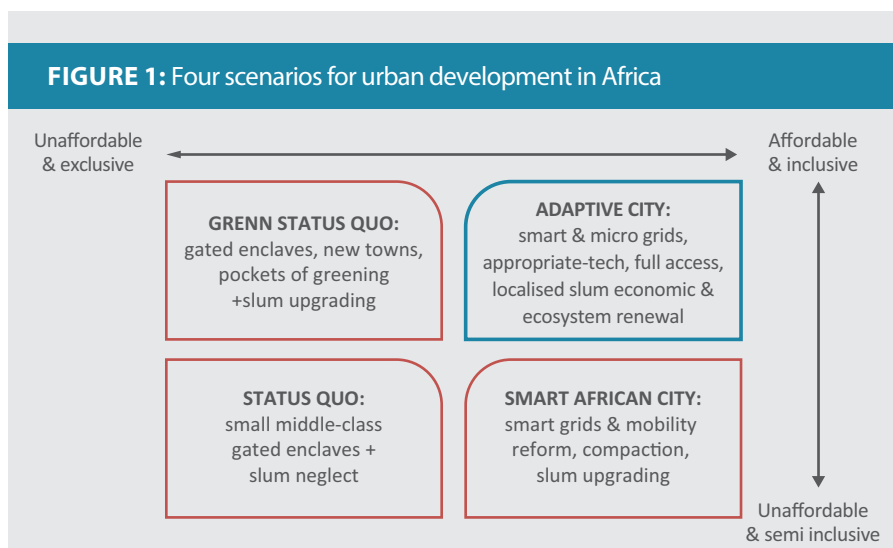 FIGURE 1: Four scenarios for urban development in Africa
Unaffordable
& exclusive
Affordable
& inclusive
GRENN STATUS QUO:
gated enclaves, new towns,
pockets of greening
+slum upgrading
ADAPTIVE CITY:
smart & micro grids,
appropriate-tech, full access,
localised slum economic &
ecosystem renewal
STATUS QUO:
small middle-class
gated enclaves +
slum neglect
SMART AFRICAN CITY:
smart grids & mobility
reform, compaction,
slum upgrading
Unaffordable
& semi inclusive